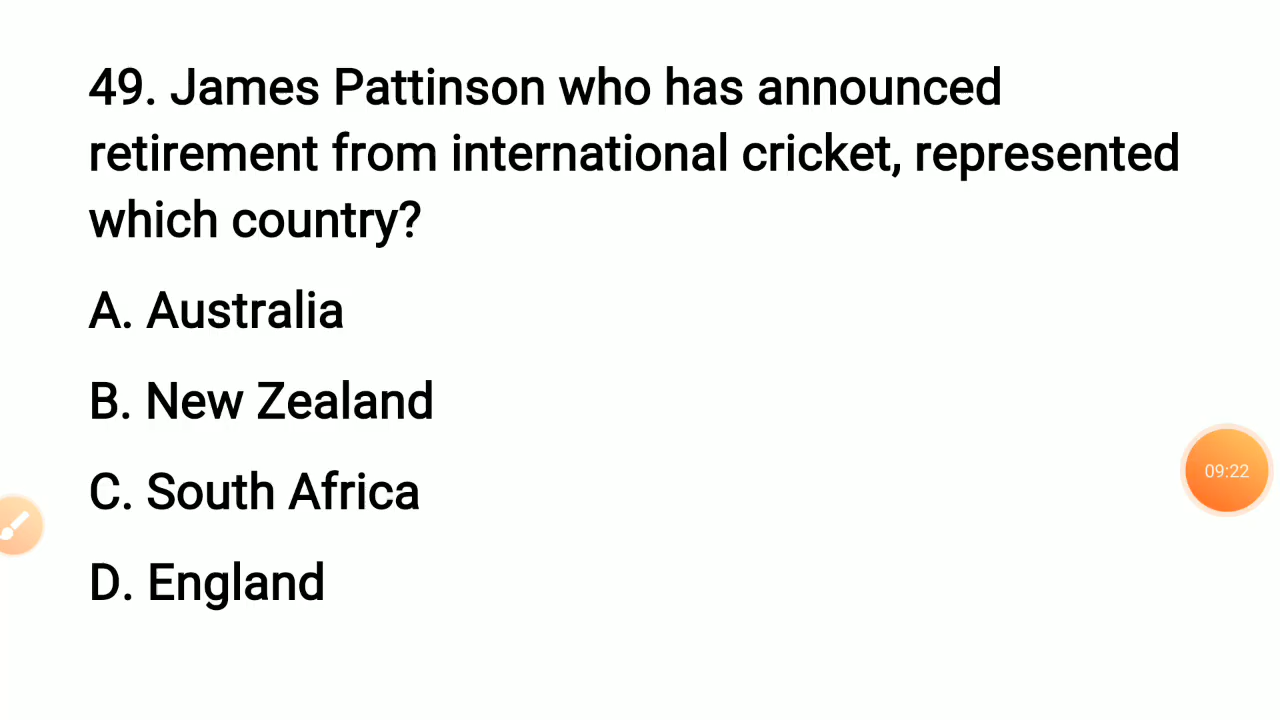 49. James Pattinson who has announced
retirement from international cricket, represented
which country?
A. Australia
B. New Zealand
C. South Africa
D. England
09:22